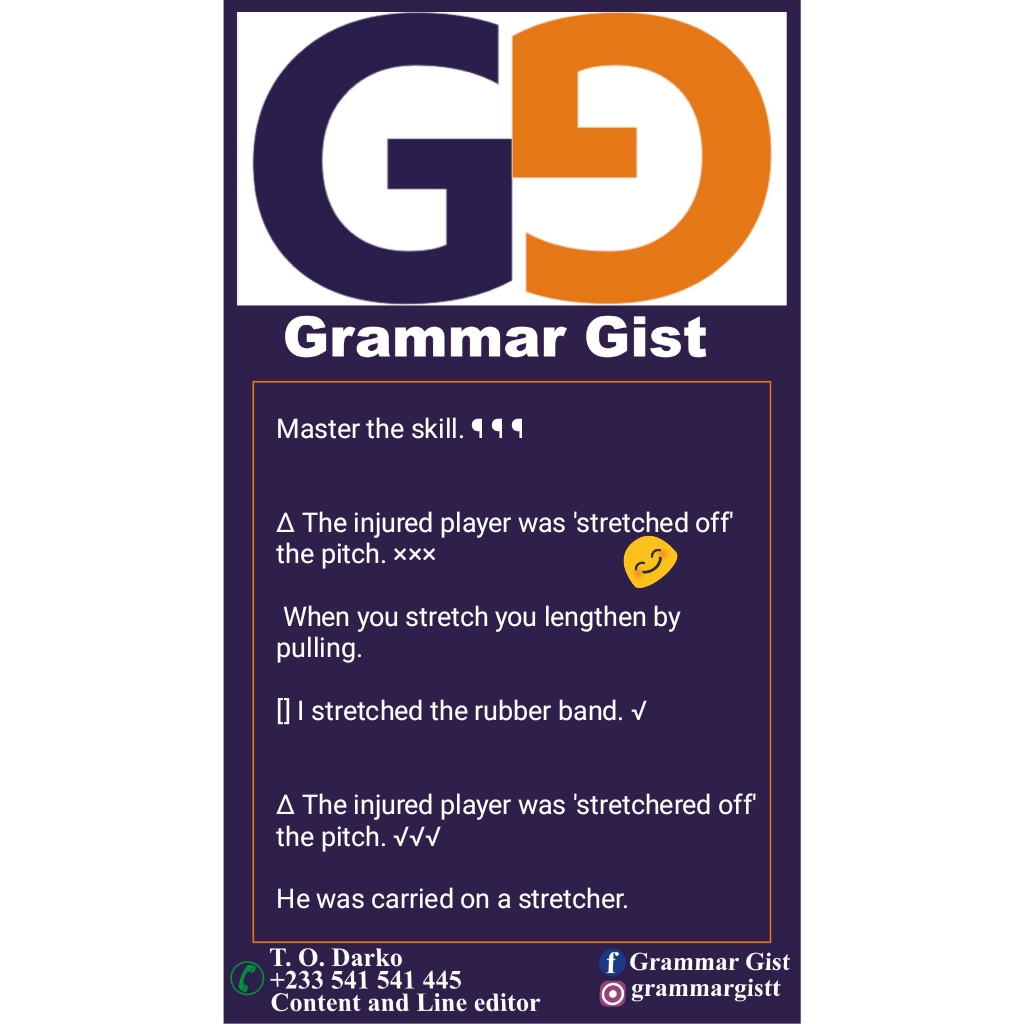 GG
Grammar Gist
Master the skill. ¶ ¶ ¶
∆ The injured player was 'stretched off'
the pitch. ×××
When you stretch you lengthen by
pulling.
[] I stretched the rubber band. √
∆ The injured player was 'stretchered off'
the pitch. √√√
He was carried on a stretcher.
T. O. Darko
+233 541 541 445
Content and Line editor
f Grammar Gist
grammargistt